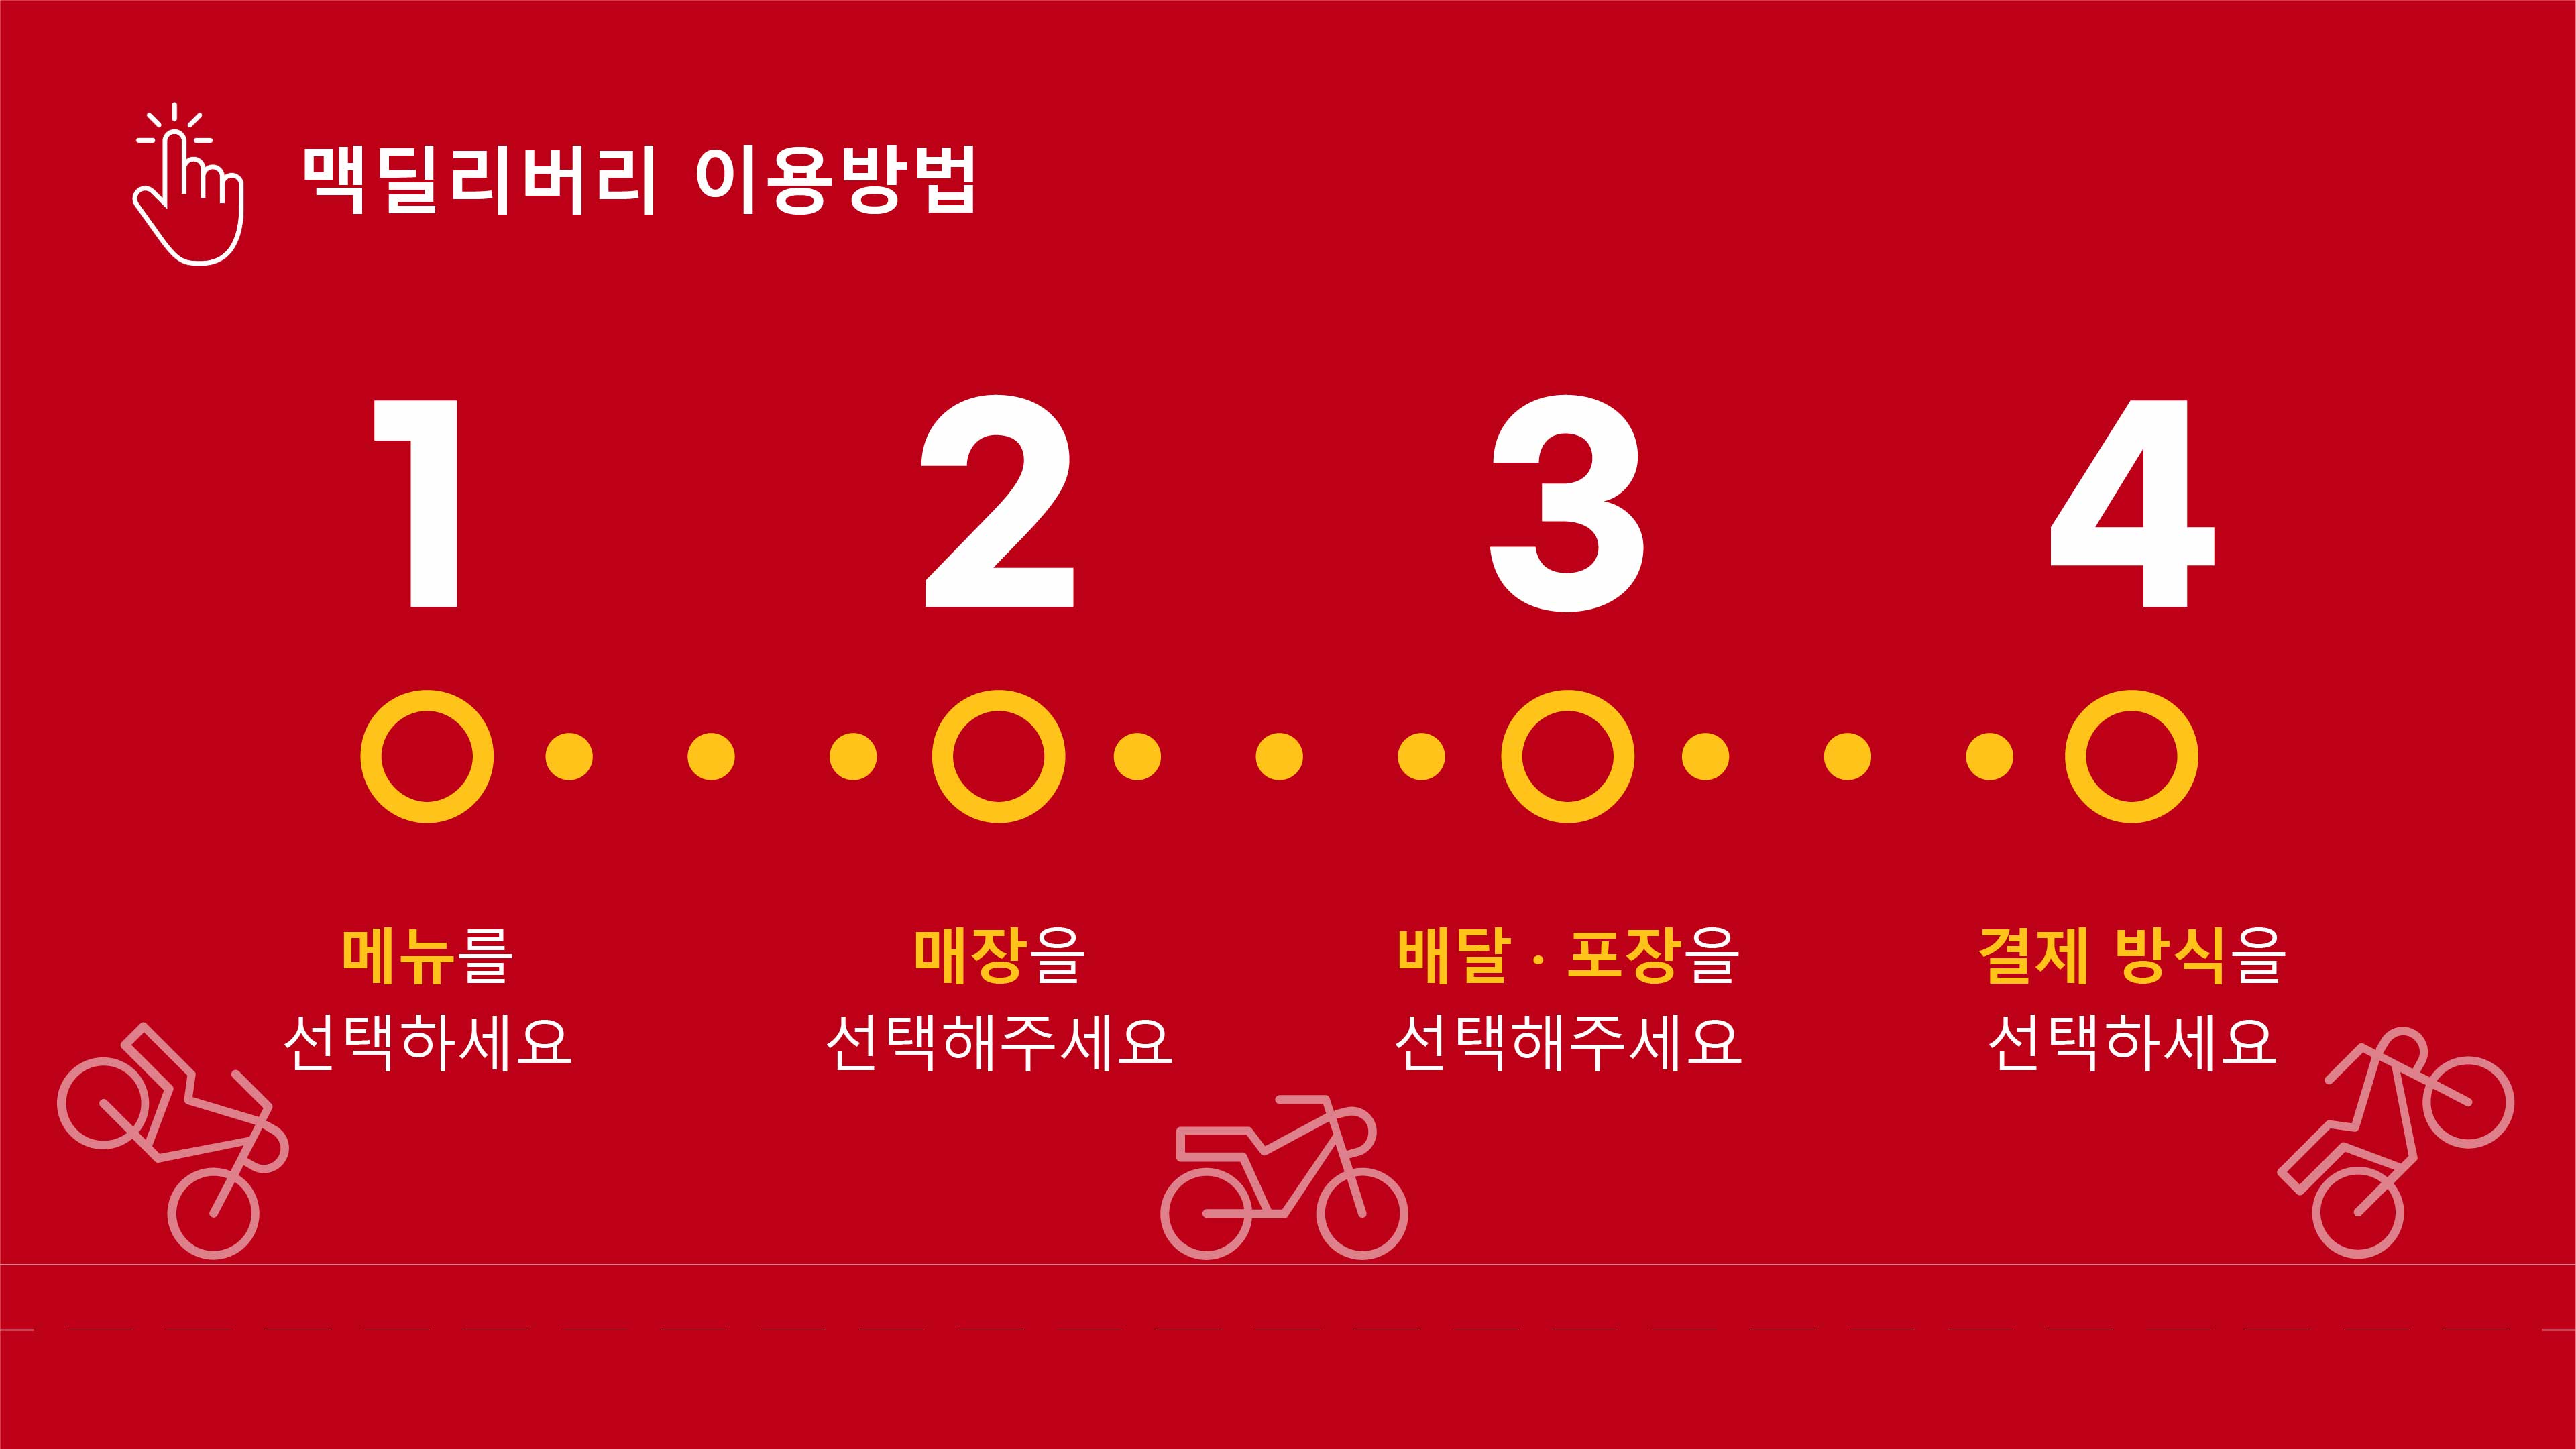 맥딜리버리 이용방법
1
2
3
4
메뉴를
선택하세요
매장을
선택해주세요
배달 · 포장을
선택해주세요
결제 방식을
선택하세요